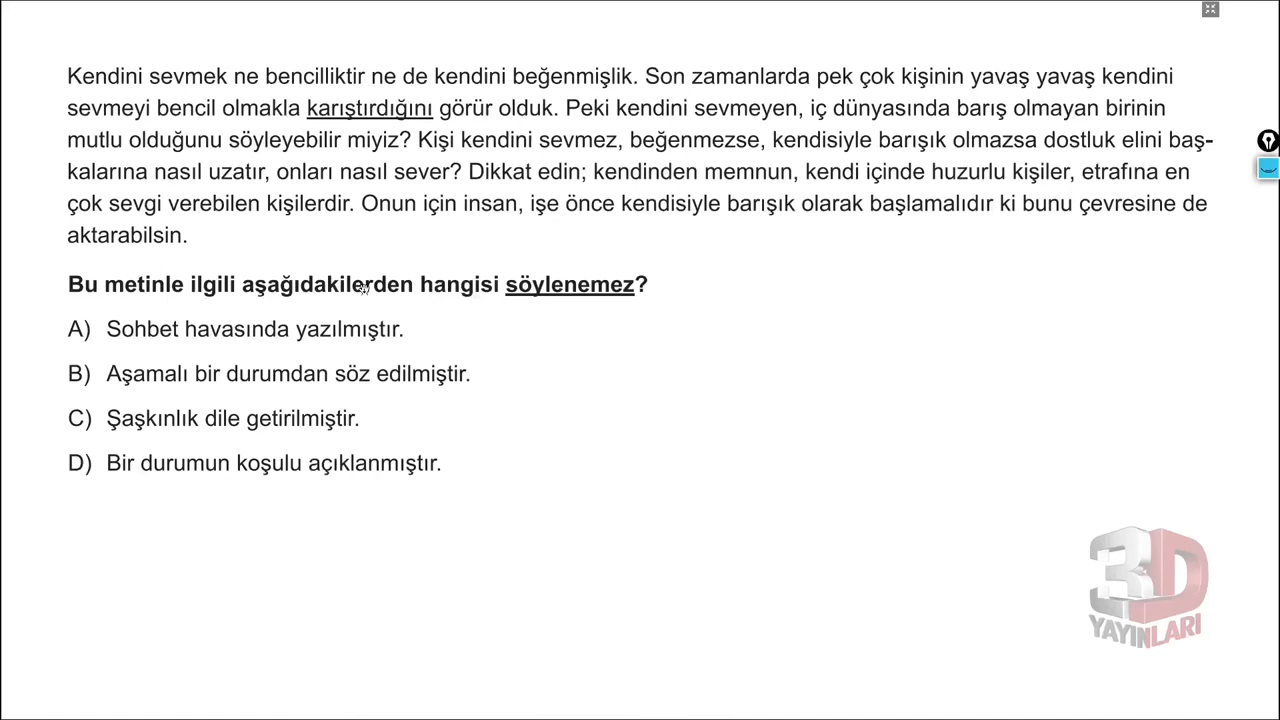 Kendini sevmek ne bencilliktir ne de kendini beğenmişlik. Son zamanlarda pek çok kişinin yavaş yavaş kendini
sevmeyi bencil olmakla karıştırdığını görür olduk. Peki kendini sevmeyen, iç dünyasında barış olmayan birinin
mutlu olduğunu söyleyebilir miyiz? Kişi kendini sevmez, beğenmezse, kendisiyle barışık olmazsa dostluk elini baş-
kalarına nasıl uzatır, onları nasıl sever? Dikkat edin; kendinden memnun, kendi içinde huzurlu kişiler, etrafına en
çok sevgi verebilen kişilerdir. Onun için insan, işe önce kendisiyle barışık olarak başlamalıdır ki bunu çevresine de
aktarabilsin.
Bu metinle ilgili aşağıdakilerden hangisi söylenemez?
A) Sohbet havasında yazılmıştır.
B) Aşamalı bir durumdan söz edilmiştir.
C) Şaşkınlık dile getirilmiştir.
D) Bir durumun koşulu açıklanmıştır.
3D
YAYINLARI